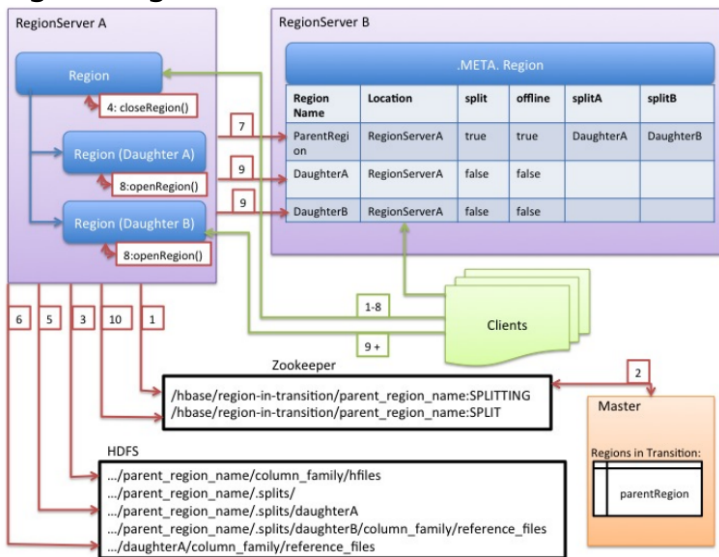 RegionServer A
Region
4: closeRegion()
Region (Daughter A)
8:openRegion()
Region (Daughter B)
8:openRegion()
RegionServer B
.META. Region
Region Name Location split offline splitA splitB
ParentRegi
on RegionServerA true true DaughterA DaughterB
DaughterA RegionServerA false false
DaughterB RegionServerA false false
7
9
9
6 5 3 10 1
1-8
9 +
Clients
Zookeeper
/hbase/region-in-transition/parent_region_name:SPLITTING
/hbase/region-in-transition/parent_region_name:SPLIT
2
Master
Regions in Transition:
parentRegion
HDFS
.../parent_region_name/column_family/hfiles
.../parent_region_name/.splits/
.../parent_region_name/.splits/daughterA
.../parent_region_name/.splits/daughterB/column_family/reference_files
.../daughterA/column_family/reference_files